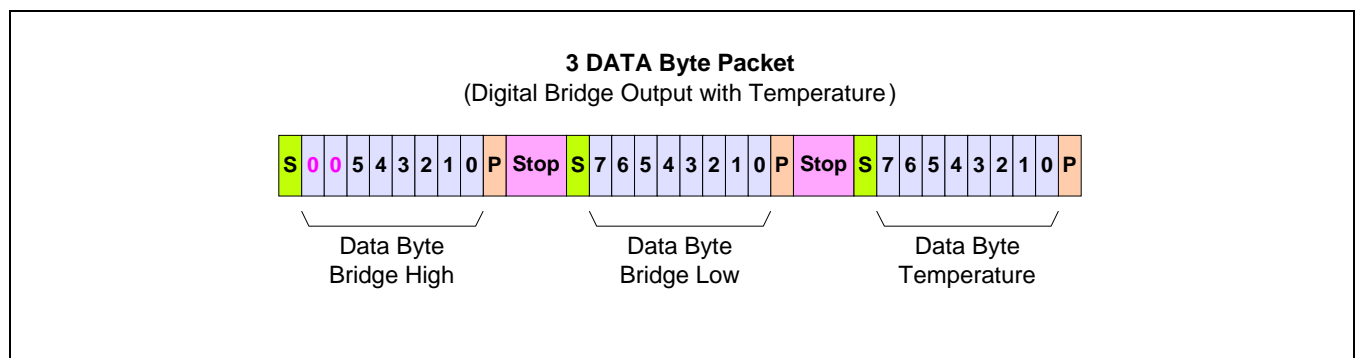 3 DATA Byte Packet
(Digital Bridge Output with Temperature)
S 0 0 5 4 3 2 1 0 P Stop S 7 6 5 4 3 2 1 0 P Stop S 7 6 5 4 3 2 1 0 P
Data Byte
Bridge High
Data Byte
Bridge Low
Data Byte
Temperature